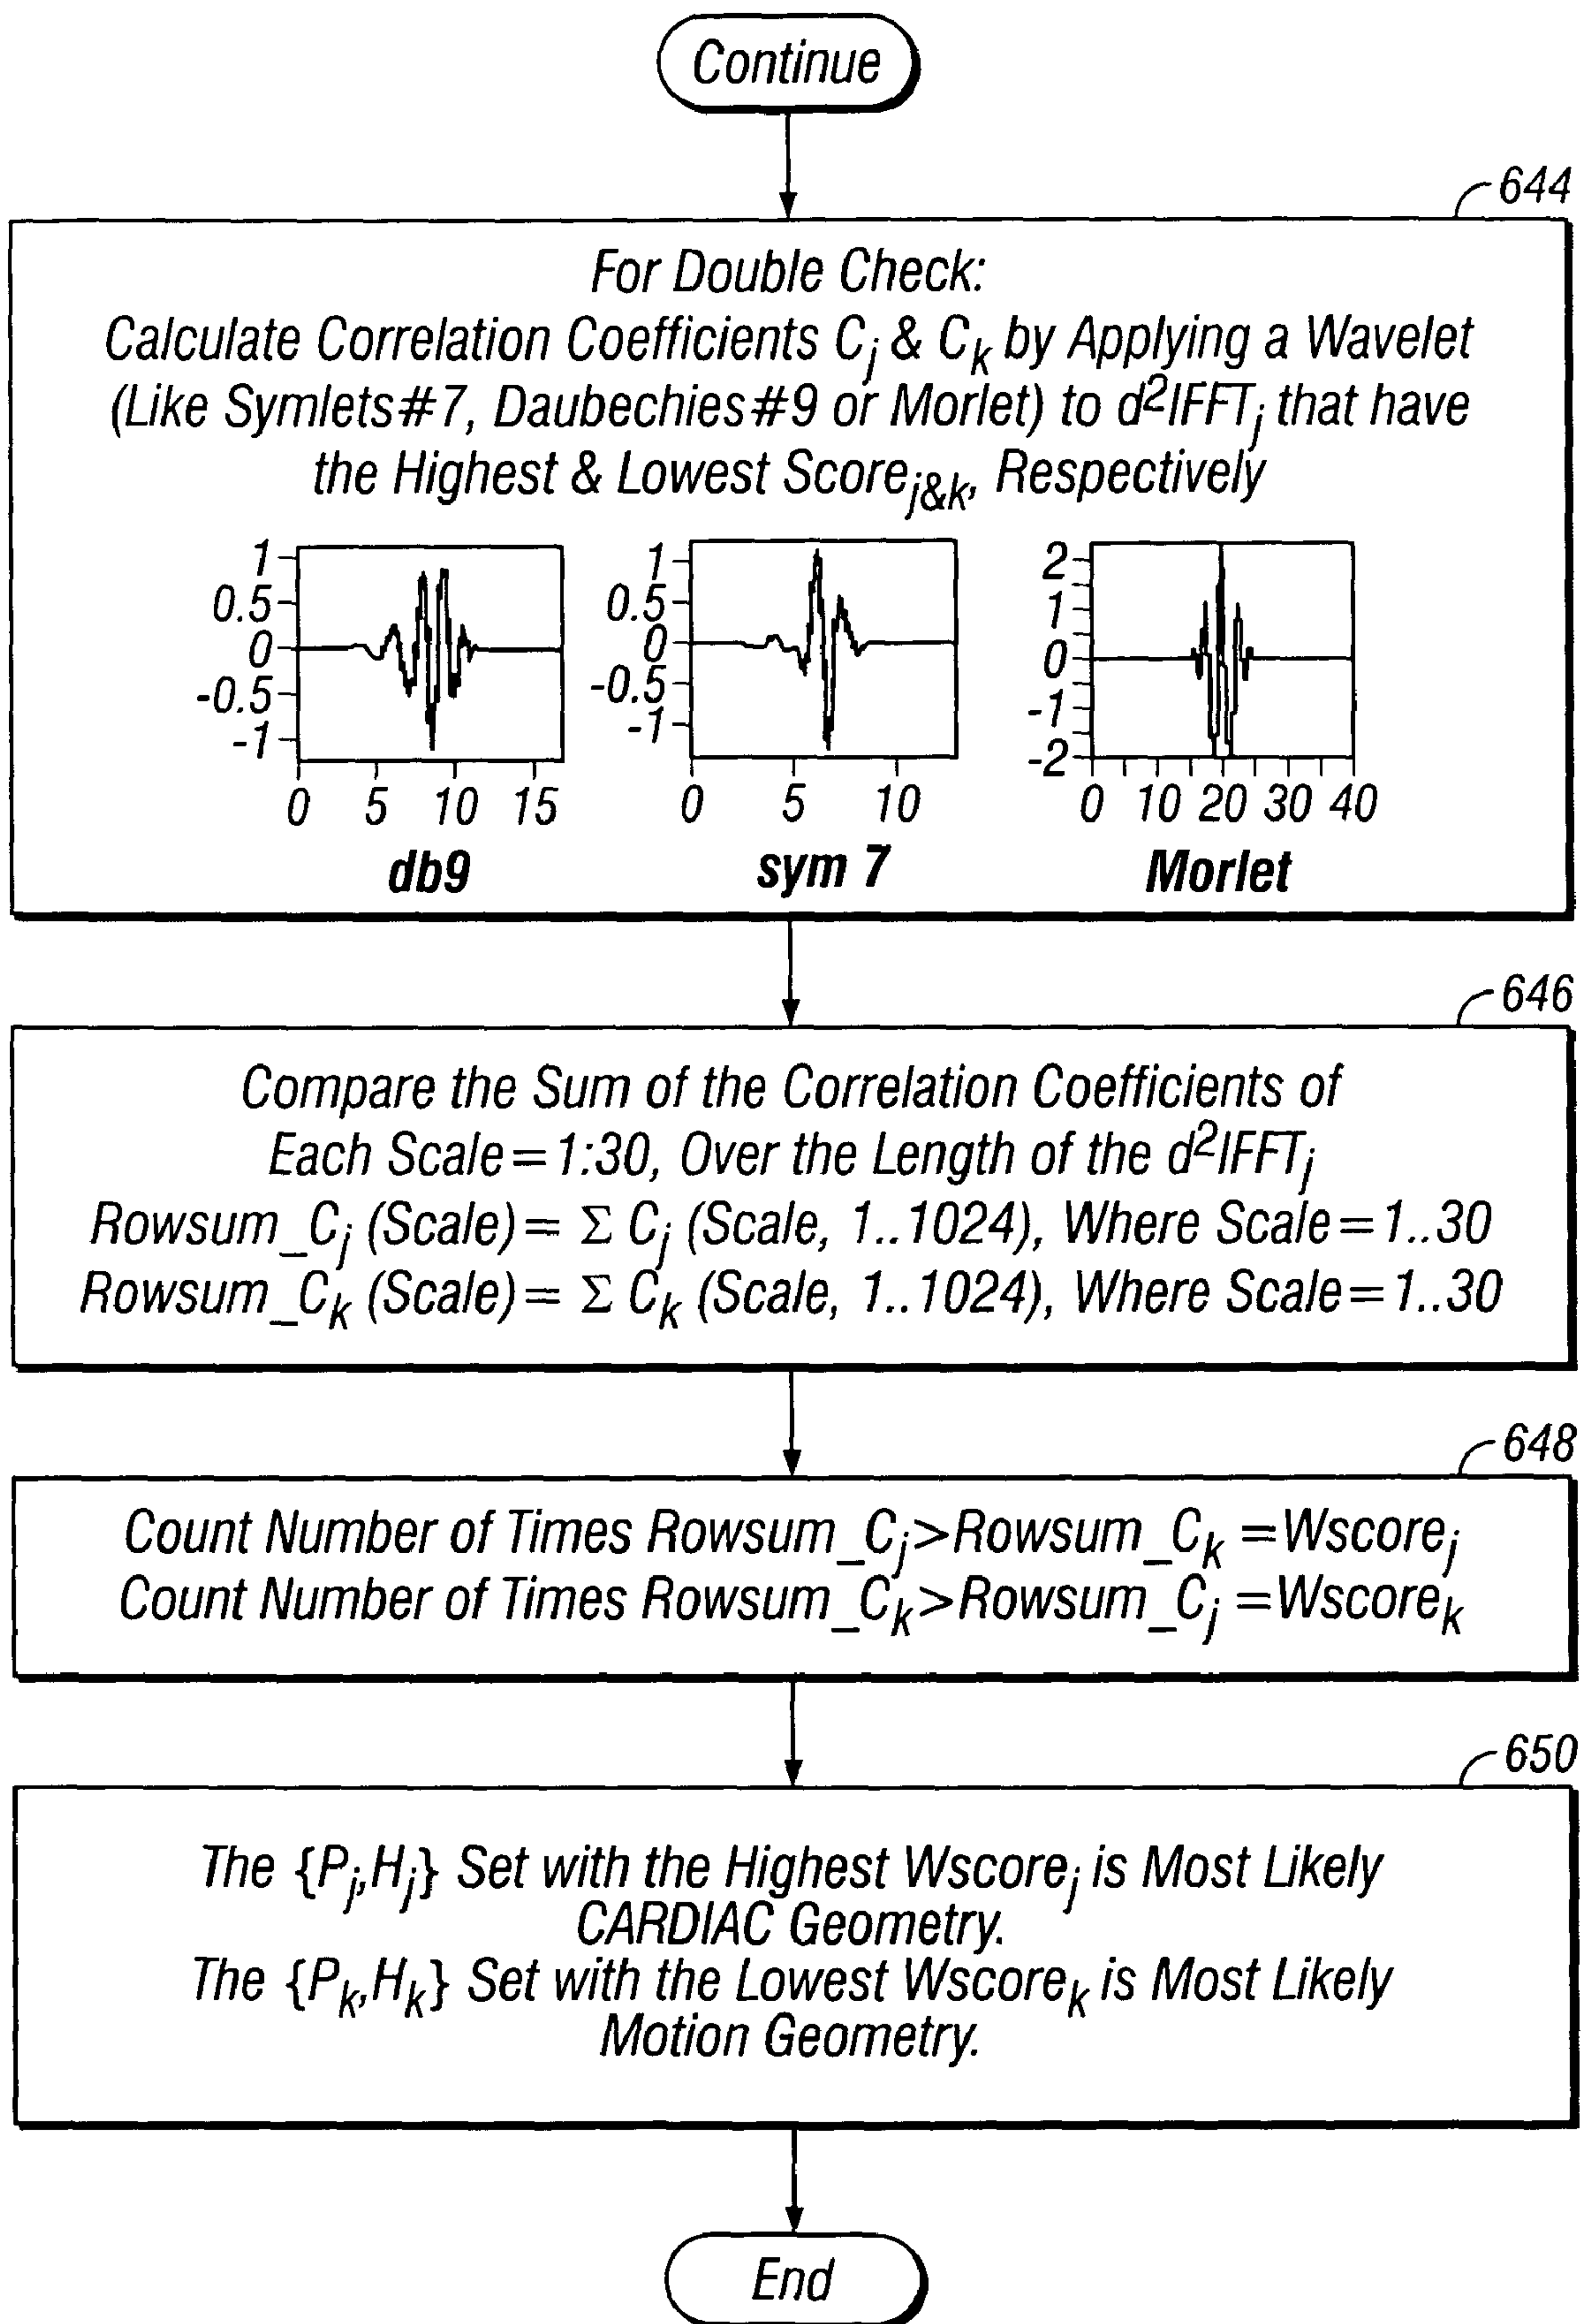 Continue
644
For Double Check:
Calculate Correlation Coefficients Cj & Ck by Applying a Wavelet
(Like Symlets#7, Daubechies#9 or Morlet) to d²IFFTj that have
the Highest & Lowest Scorej&k, Respectively
1
0.5
0
-0.5
-1
0 5 10 15
db9
1
0.5
0
-0.5
-1
0 5 10
sym 7
2
1
0
-1
-2
0 10 20 30 40
Morlet
646
Compare the Sum of the Correlation Coefficients of
Each Scale=1:30, Over the Length of the d²IFFTj
Rowsum_Cj (Scale)= Σ Cj (Scale, 1..1024), Where Scale=1..30
Rowsum_Ck (Scale)= Σ Ck (Scale, 1..1024), Where Scale=1..30
648
Count Number of Times Rowsum_Cj>Rowsum_Ck =Wscorej
Count Number of Times Rowsum_Ck>Rowsum_Cj =Wscorek
650
The {Pj,Hj} Set with the Highest Wscorej is Most Likely
CARDIAC Geometry.
The {Pk,Hk} Set with the Lowest Wscorek is Most Likely
Motion Geometry.
End